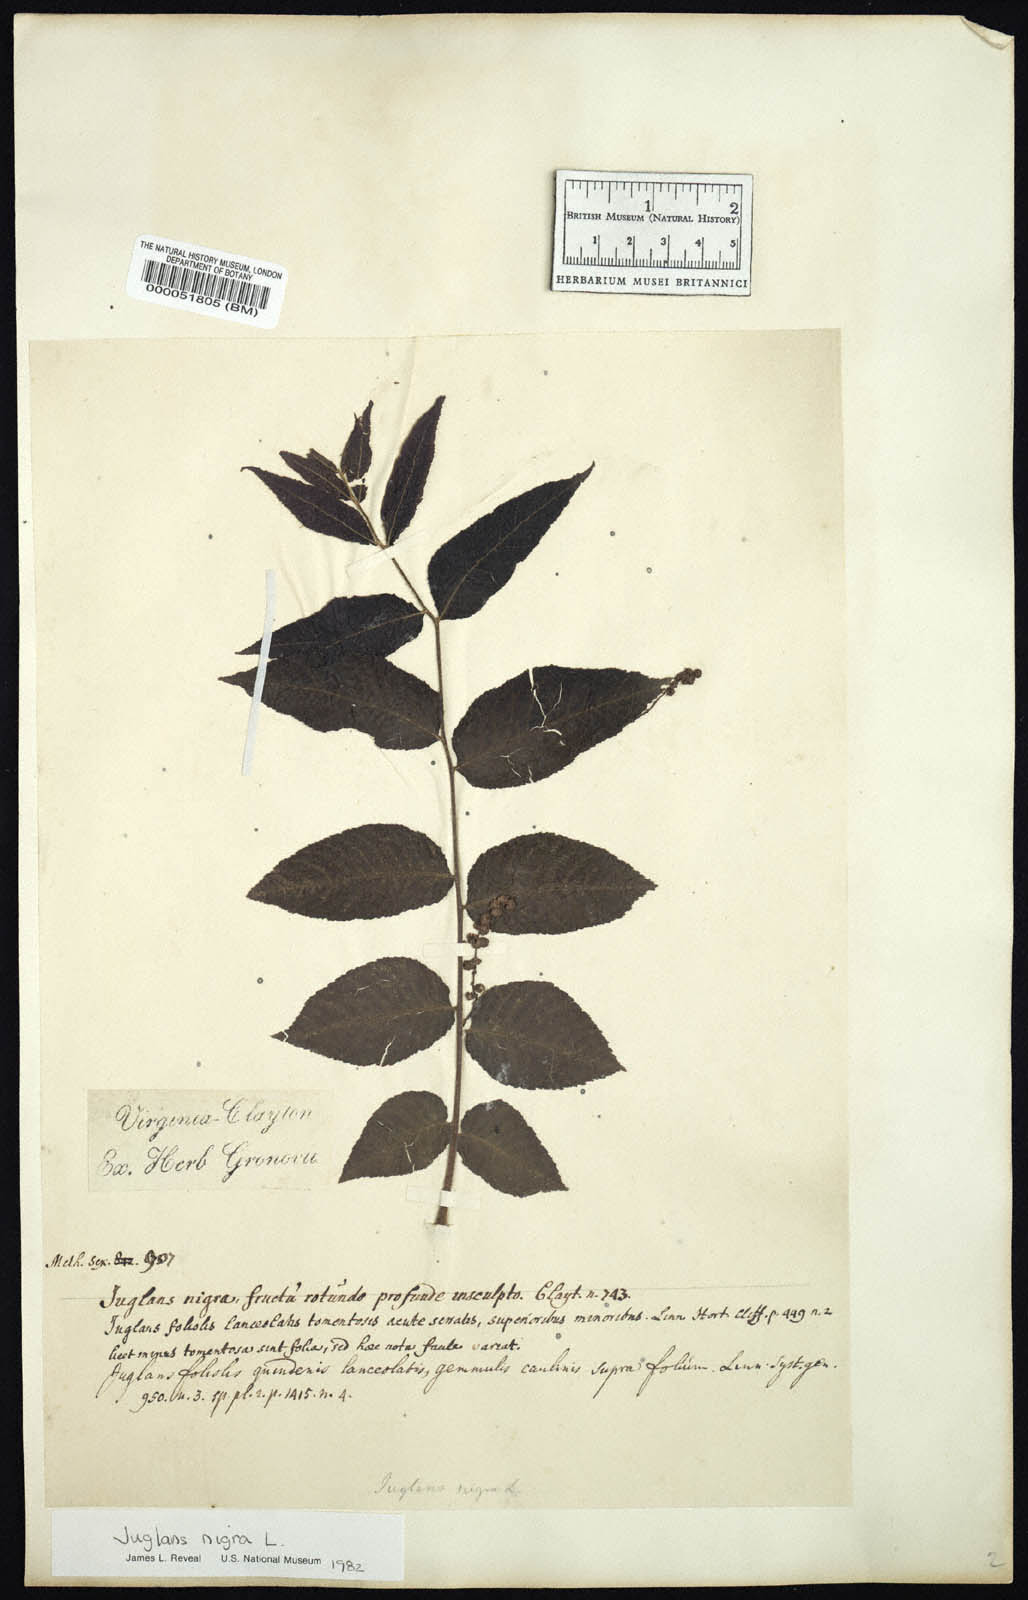 1 2
BRITISH MUSEUM (NATURAL HISTORY)
1 2 3 4 5
HERBARIUM MUSEI BRITANNICI
THE NATURAL HISTORY MUSEUM, LONDON
DEPARTMENT OF BOTANY
000051805 (BM)
Virginia Clayton
Ex. Herb Gronovii
Meth. Sex. 907
Juglans nigra, fructu rotundo profunde insculpto. Clayt. n. 743.
Juglans foliolis lanceolatis tomentosis acute serratis, superioribus minoribus. Linn. Hort. Cliff. p. 449 n. 2
licet minus tomentosa sint folia, sed hæc nota facile variat.
Juglans foliolis quindenis lanceolatis, gemmulis caulinis supra folium. Linn. Syst. gen.
950. n. 3. sp. pl. 2. p. 1415. n. 4.
Juglans nigra L.
Juglans nigra L.
James L. Reveal U.S. National Museum 1982
2